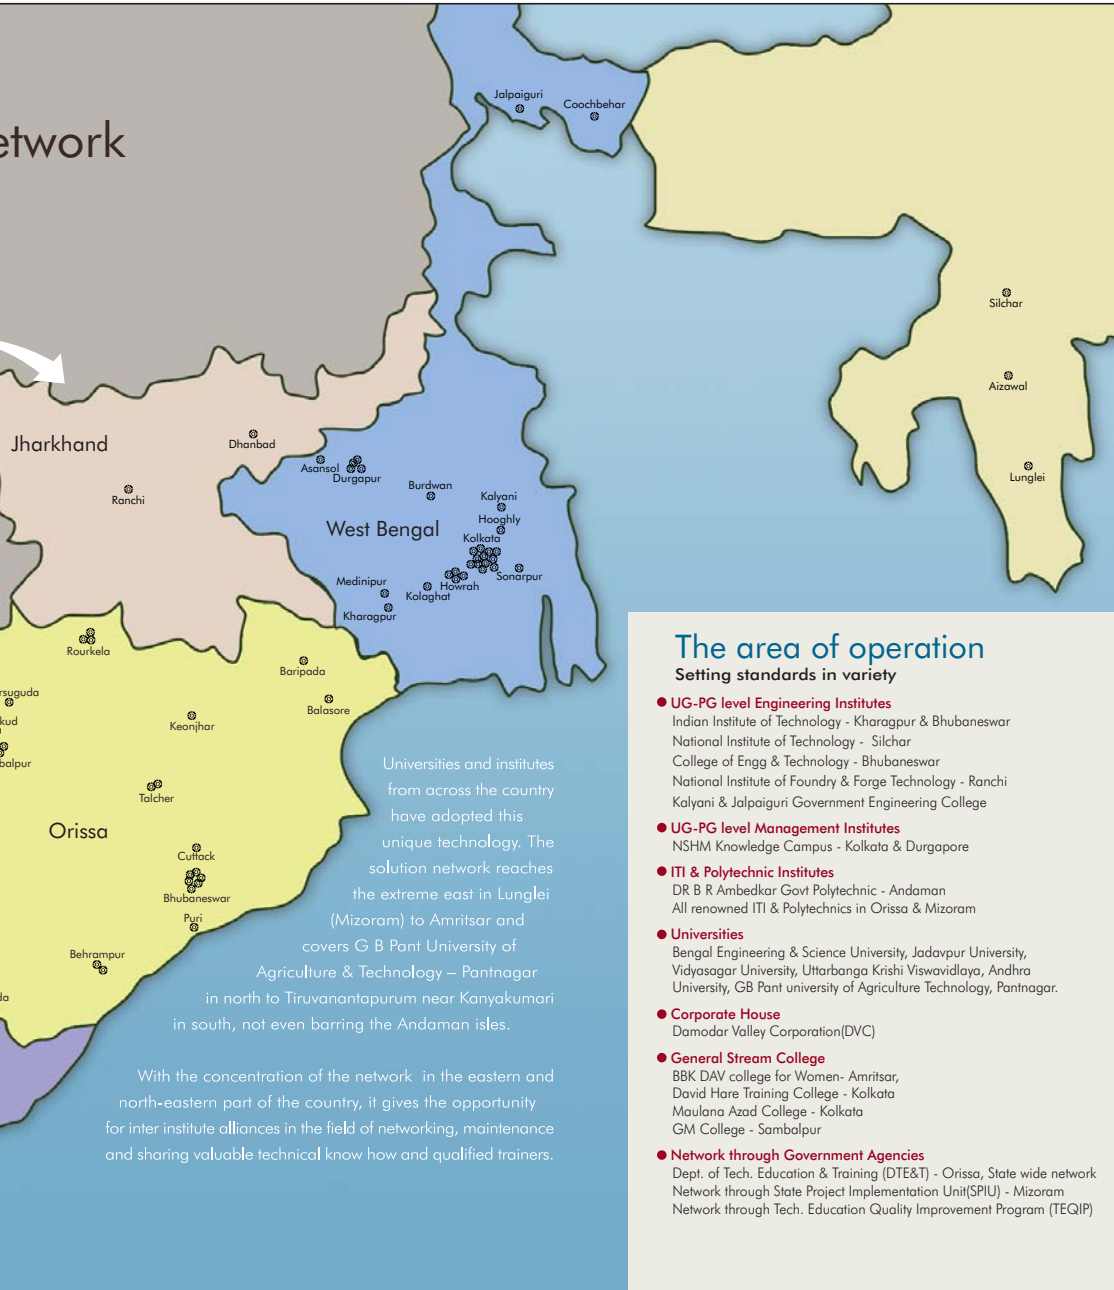 etwork
Jalpaiguri
Coochbehar
Silchar
Aizawal
Lunglei
Jharkhand
Dhanbad
Ranchi
Asansol
Durgapur
Burdwan
Kalyani
Hooghly
West Bengal
Kolkata
Sonarpur
Howrah
Medinipur
Kolaghat
Kharagpur
Rourkela
Baripada
rsuguda
Balasore
kud
Keonjhar
balpur
Talcher
Orissa
Cuttack
Bhubaneswar
Puri
Behrampur
da
Universities and institutes
from across the country
have adopted this
unique technology. The
solution network reaches
the extreme east in Lunglei
(Mizoram) to Amritsar and
covers G B Pant University of
Agriculture & Technology – Pantnagar
in north to Tiruvanantapurum near Kanyakumari
in south, not even barring the Andaman isles.
With the concentration of the network in the eastern and
north-eastern part of the country, it gives the opportunity
for inter institute alliances in the field of networking, maintenance
and sharing valuable technical know how and qualified trainers.
The area of operation
Setting standards in variety
● UG-PG level Engineering Institutes
Indian Institute of Technology - Kharagpur & Bhubaneswar
National Institute of Technology - Silchar
College of Engg & Technology - Bhubaneswar
National Institute of Foundry & Forge Technology - Ranchi
Kalyani & Jalpaiguri Government Engineering College
● UG-PG level Management Institutes
NSHM Knowledge Campus - Kolkata & Durgapore
● ITI & Polytechnic Institutes
DR B R Ambedkar Govt Polytechnic - Andaman
All renowned ITI & Polytechnics in Orissa & Mizoram
● Universities
Bengal Engineering & Science University, Jadavpur University,
Vidyasagar University, Uttarbanga Krishi Viswavidlaya, Andhra
University, GB Pant university of Agriculture Technology, Pantnagar.
● Corporate House
Damodar Valley Corporation(DVC)
● General Stream College
BBK DAV college for Women- Amritsar,
David Hare Training College - Kolkata
Maulana Azad College - Kolkata
GM College - Sambalpur
● Network through Government Agencies
Dept. of Tech. Education & Training (DTE&T) - Orissa, State wide network
Network through State Project Implementation Unit(SPIU) - Mizoram
Network through Tech. Education Quality Improvement Program (TEQIP)